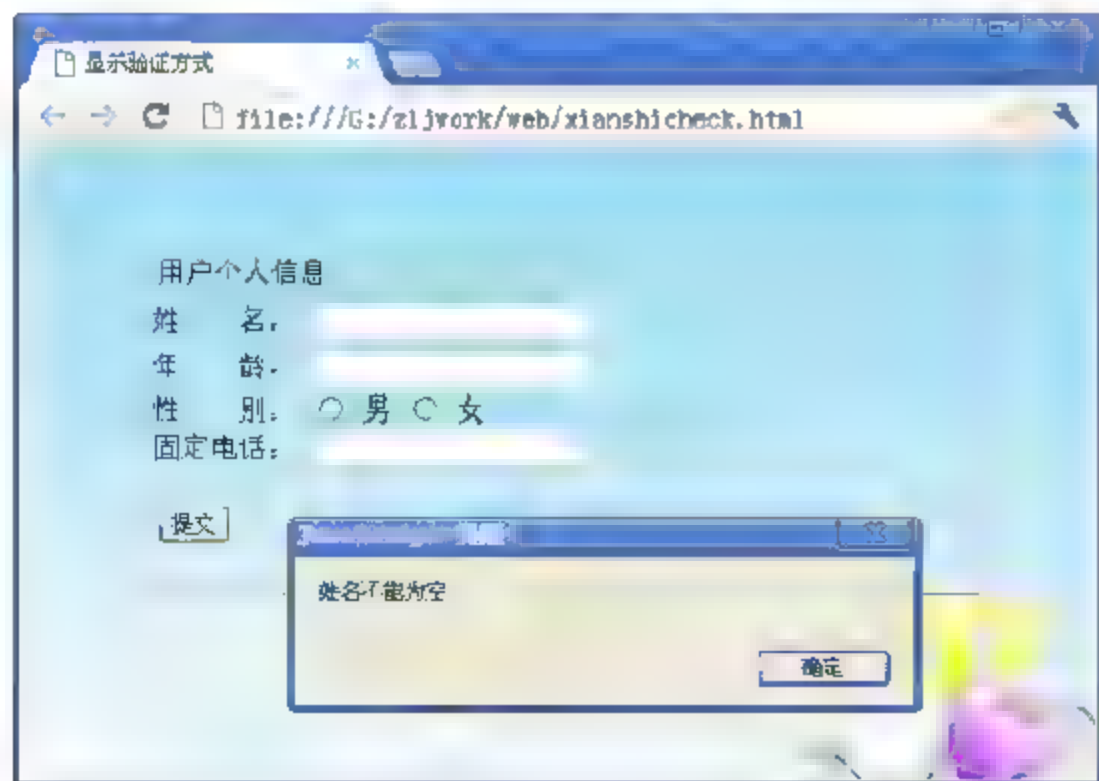 显示验证方式
file:///G:/zljwork/web/xianshicheck.html
用户个人信息
姓 名：
年 龄：
性 别： 男 女
固定电话：
提交
姓名不能为空
确定